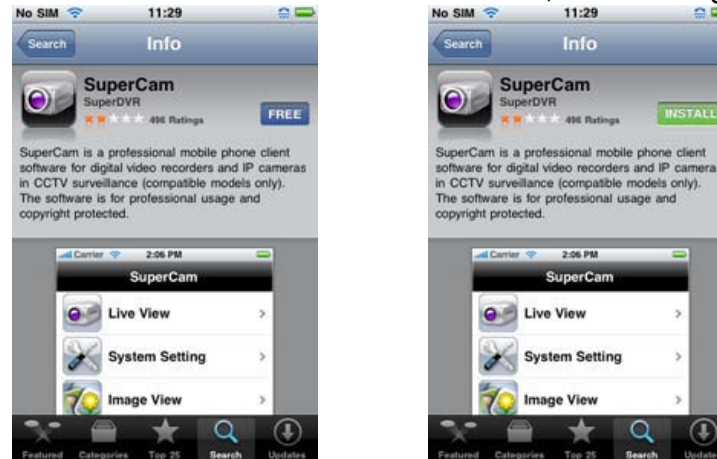 No SIM 11:29
Search Info
SuperCam
SuperDVR
496 Ratings FREE
SuperCam is a professional mobile phone client
software for digital video recorders and IP cameras
in CCTV surveillance (compatible models only).
The software is for professional usage and
copyright protected.
Carrier 2:06 PM
SuperCam
Live View
System Setting
Image View
Featured Categories Top 25 Search Updates
No SIM 11:29
Search Info
SuperCam
SuperDVR
496 Ratings INSTALL
SuperCam is a professional mobile phone client
software for digital video recorders and IP camera
in CCTV surveillance (compatible models only).
The software is for professional usage and
copyright protected.
Carrier 2:06 PM
SuperCam
Live View
System Setting
Image View
Featured Categories Top 25 Search Updates